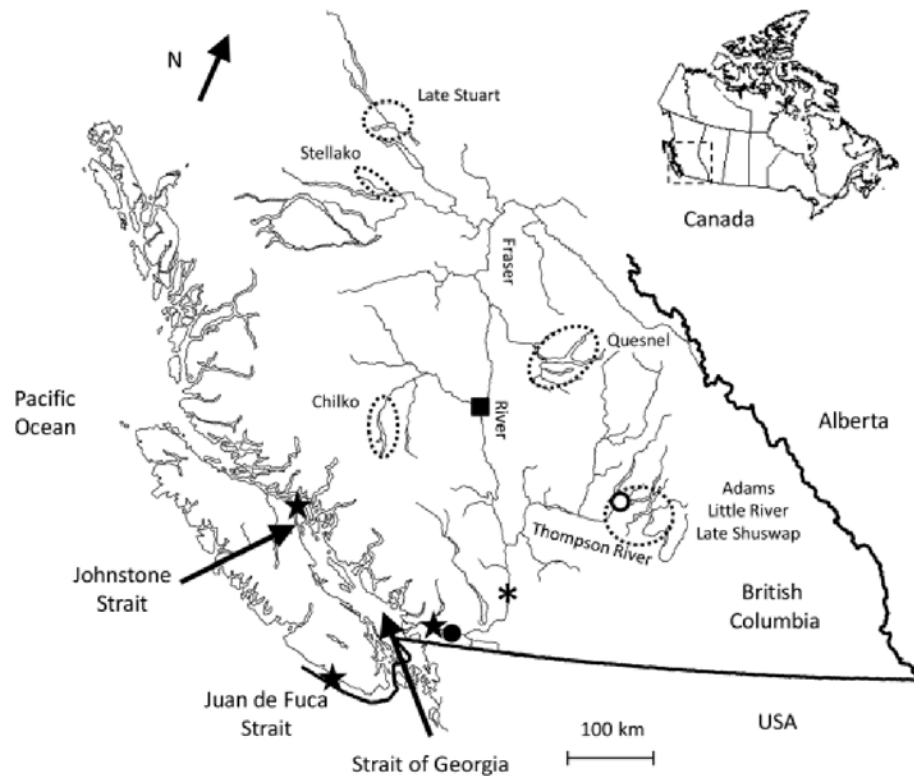 N
Late Stuart
Stellako
Canada
Fraser
River
Quesnel
Chilko
Pacific
Ocean
Alberta
Adams
Little River
Late Shuswap
Thompson River
Johnstone
Strait
British
Columbia
*
Juan de Fuca
Strait
Strait of Georgia
100 km
USA